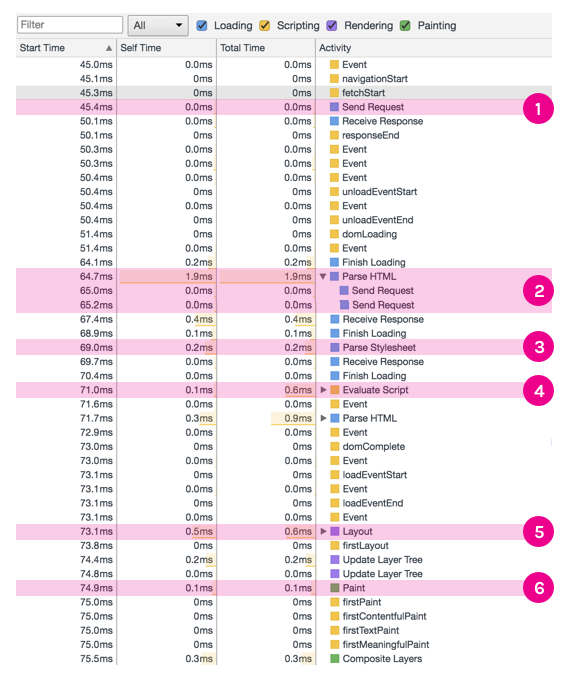 Filter All Loading Scripting Rendering Painting
Start Time Self Time Total Time Activity
45.0ms 0.0ms 0.0ms Event
45.1ms 0ms 0ms navigationStart
45.3ms 0ms 0ms fetchStart
45.4ms 0.0ms 0.0ms Send Request 1
50.1ms 0.0ms 0.0ms Receive Response
50.1ms 0ms 0ms responseEnd
50.3ms 0.0ms 0.0ms Event
50.3ms 0.0ms 0.0ms Event
50.4ms 0.0ms 0.0ms Event
50.4ms 0ms 0ms unloadEventStart
50.4ms 0.0ms 0.0ms Event
50.4ms 0ms 0ms unloadEventEnd
51.4ms 0ms 0ms domLoading
51.4ms 0.0ms 0.0ms Event
64.1ms 0.2ms 0.2ms Finish Loading
64.7ms 1.9ms 1.9ms Parse HTML
65.0ms 0.0ms 0.0ms Send Request 2
65.2ms 0.0ms 0.0ms Send Request
67.4ms 0.4ms 0.4ms Receive Response
68.9ms 0.1ms 0.1ms Finish Loading
69.0ms 0.2ms 0.2ms Parse Stylesheet 3
69.7ms 0.0ms 0.0ms Receive Response
70.4ms 0.0ms 0.0ms Finish Loading
71.0ms 0.1ms 0.6ms Evaluate Script 4
71.6ms 0.0ms 0.0ms Event
71.7ms 0.3ms 0.9ms Parse HTML
72.9ms 0.0ms 0.0ms Event
73.0ms 0ms 0ms domComplete
73.0ms 0.0ms 0.0ms Event
73.1ms 0ms 0ms loadEventStart
73.1ms 0.0ms 0.0ms Event
73.1ms 0ms 0ms loadEventEnd
73.1ms 0.0ms 0.0ms Event
73.1ms 0.5ms 0.6ms Layout 5
73.8ms 0ms 0ms firstLayout
74.4ms 0.2ms 0.2ms Update Layer Tree
74.8ms 0.0ms 0.0ms Update Layer Tree
74.9ms 0.1ms 0.1ms Paint 6
75.0ms 0ms 0ms firstPaint
75.0ms 0ms 0ms firstContentfulPaint
75.0ms 0ms 0ms firstTextPaint
75.0ms 0ms 0ms firstMeaningfulPaint
75.5ms 0.3ms 0.3ms Composite Layers